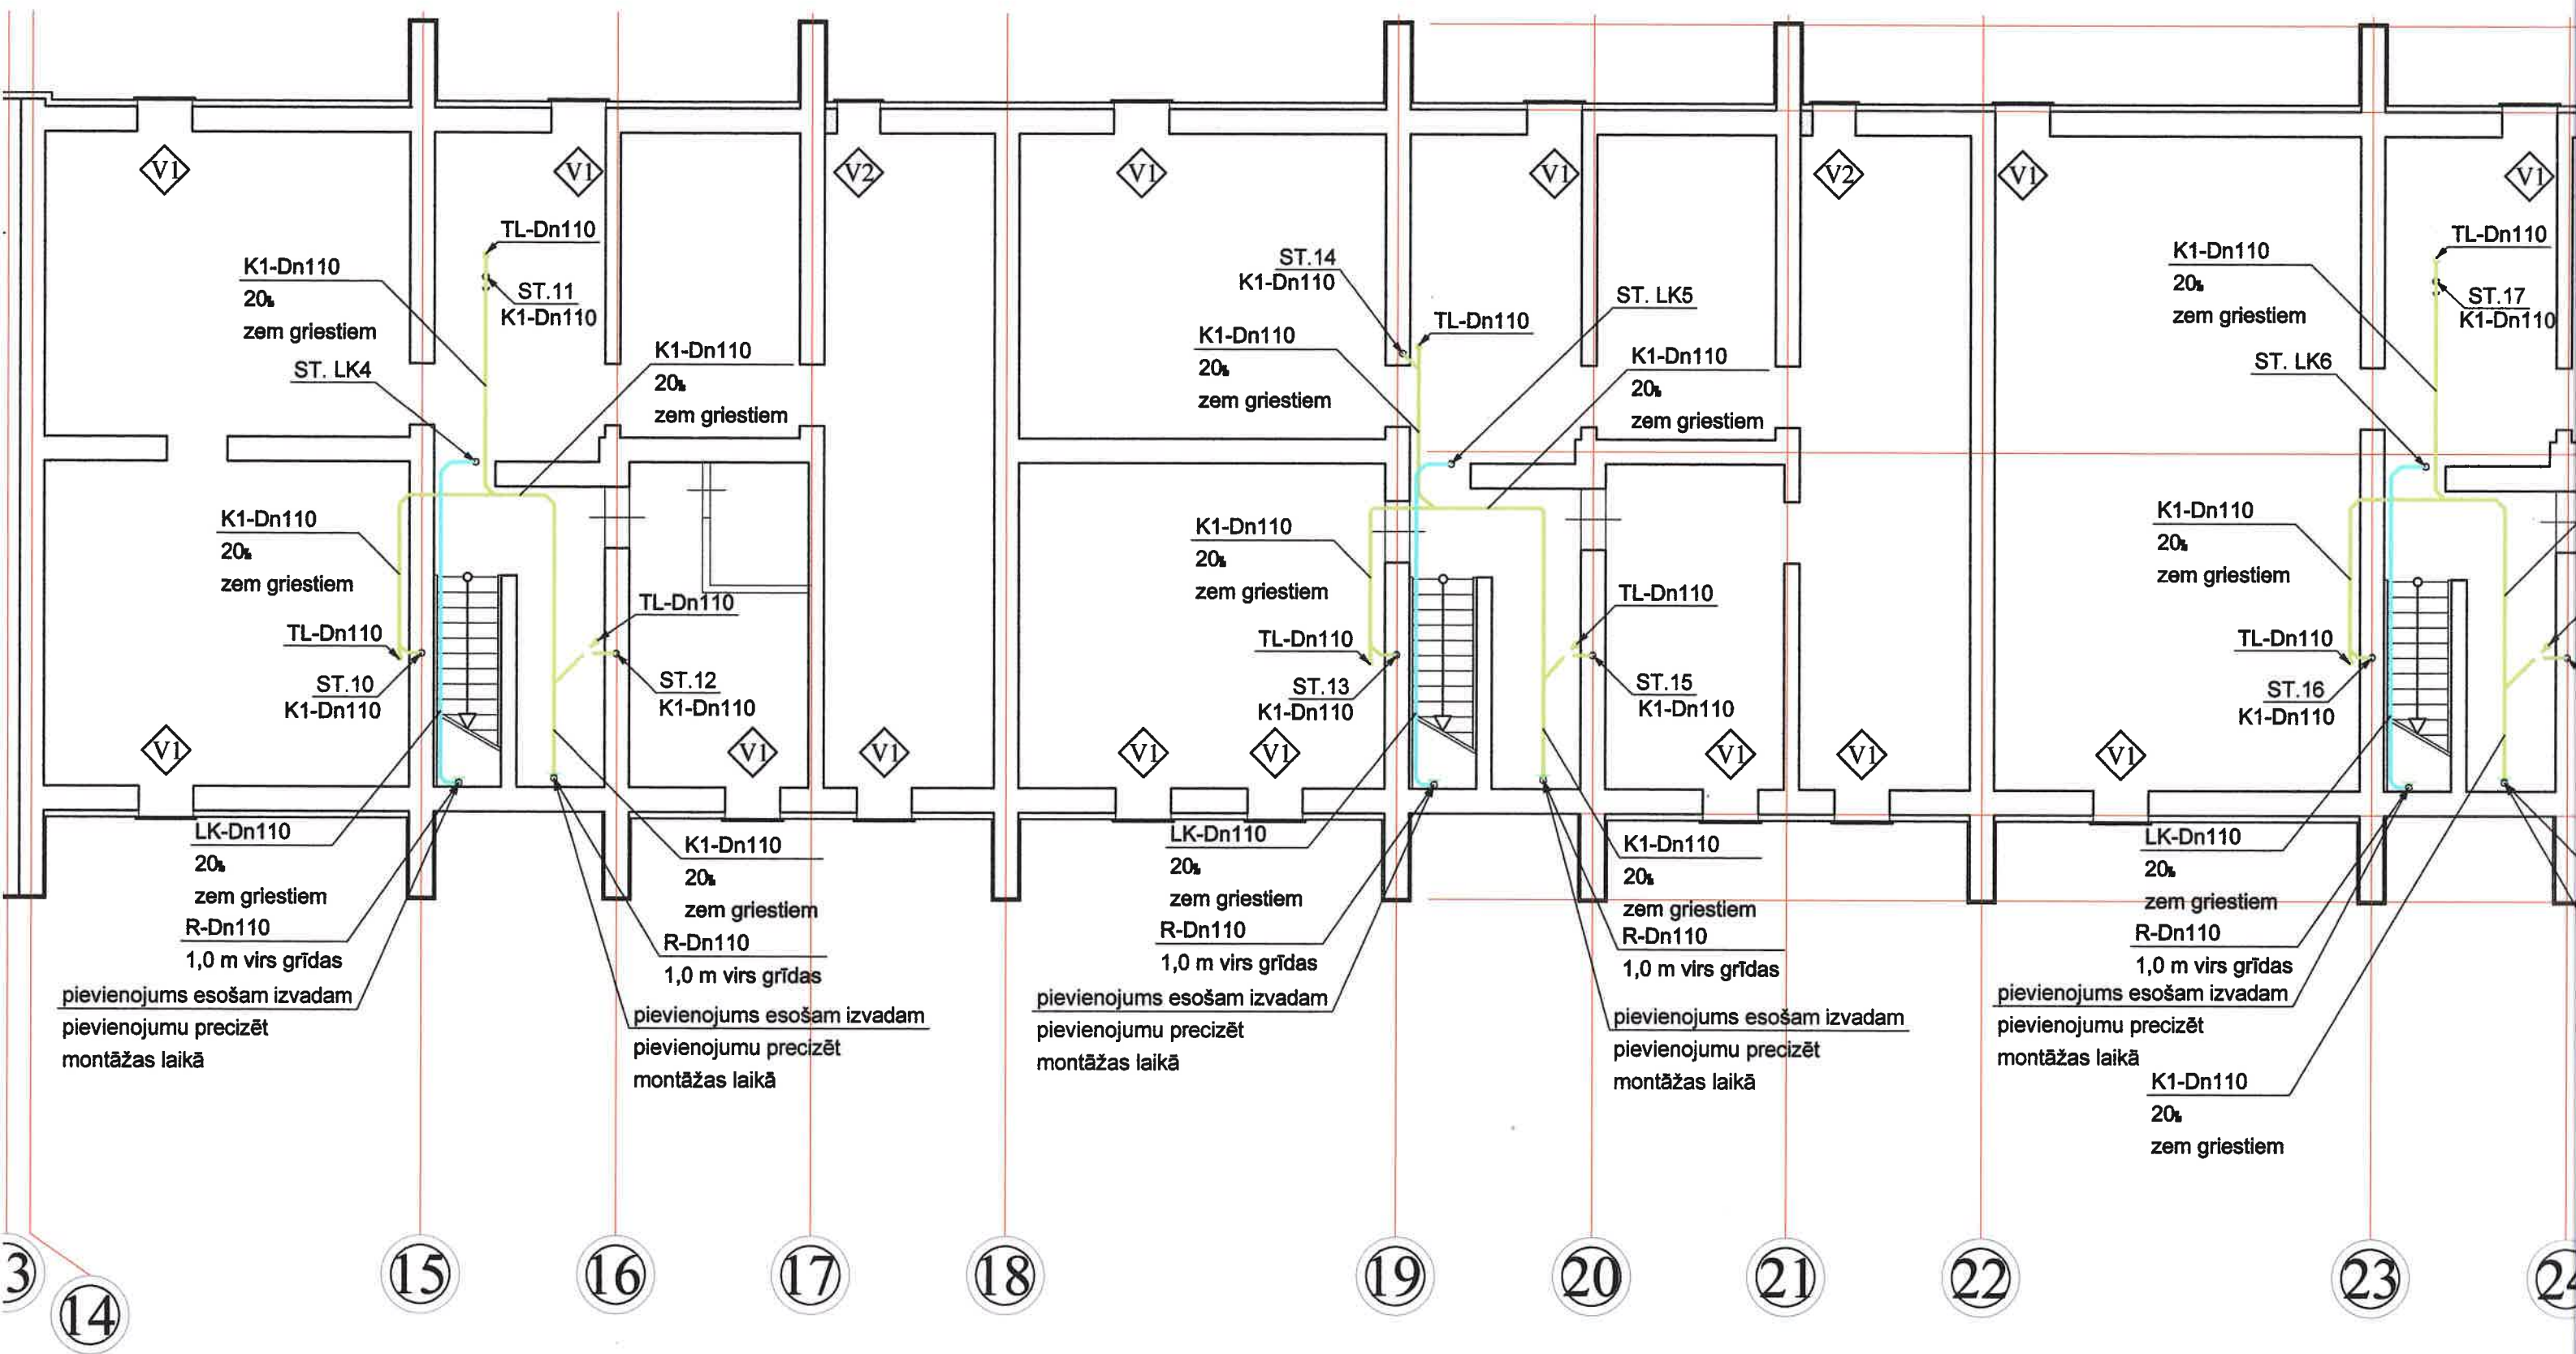 V1
V1
V2
V1
V1
V2
V1
V1
TL-Dn110
K1-Dn110
20‰
zem griestiem
ST.11
K1-Dn110
ST. LK4
K1-Dn110
20‰
zem griestiem
K1-Dn110
20‰
zem griestiem
TL-Dn110
ST.10
K1-Dn110
TL-Dn110
ST.12
K1-Dn110
V1
V1
V1
LK-Dn110
20‰
zem griestiem
R-Dn110
1,0 m virs grīdas
pievienojums esošam izvadam
pievienojumu precizēt
montāžas laikā
K1-Dn110
20‰
zem griestiem
R-Dn110
1,0 m virs grīdas
pievienojums esošam izvadam
pievienojumu precizēt
montāžas laikā
ST.14
K1-Dn110
K1-Dn110
20‰
zem griestiem
TL-Dn110
ST. LK5
K1-Dn110
20‰
zem griestiem
K1-Dn110
20‰
zem griestiem
TL-Dn110
ST.13
K1-Dn110
TL-Dn110
ST.15
K1-Dn110
V1
V1
V1
V1
LK-Dn110
20‰
zem griestiem
R-Dn110
1,0 m virs grīdas
pievienojums esošam izvadam
pievienojumu precizēt
montāžas laikā
K1-Dn110
20‰
zem griestiem
R-Dn110
1,0 m virs grīdas
pievienojums esošam izvadam
pievienojumu precizēt
montāžas laikā
TL-Dn110
K1-Dn110
20‰
zem griestiem
ST.17
K1-Dn110
ST. LK6
K1-Dn110
20‰
zem griestiem
TL-Dn110
ST.16
K1-Dn110
V1
LK-Dn110
20‰
zem griestiem
R-Dn110
1,0 m virs grīdas
pievienojums esošam izvadam
pievienojumu precizēt
montāžas laikā
K1-Dn110
20‰
zem griestiem
3
14
15
16
17
18
19
20
21
22
23
24